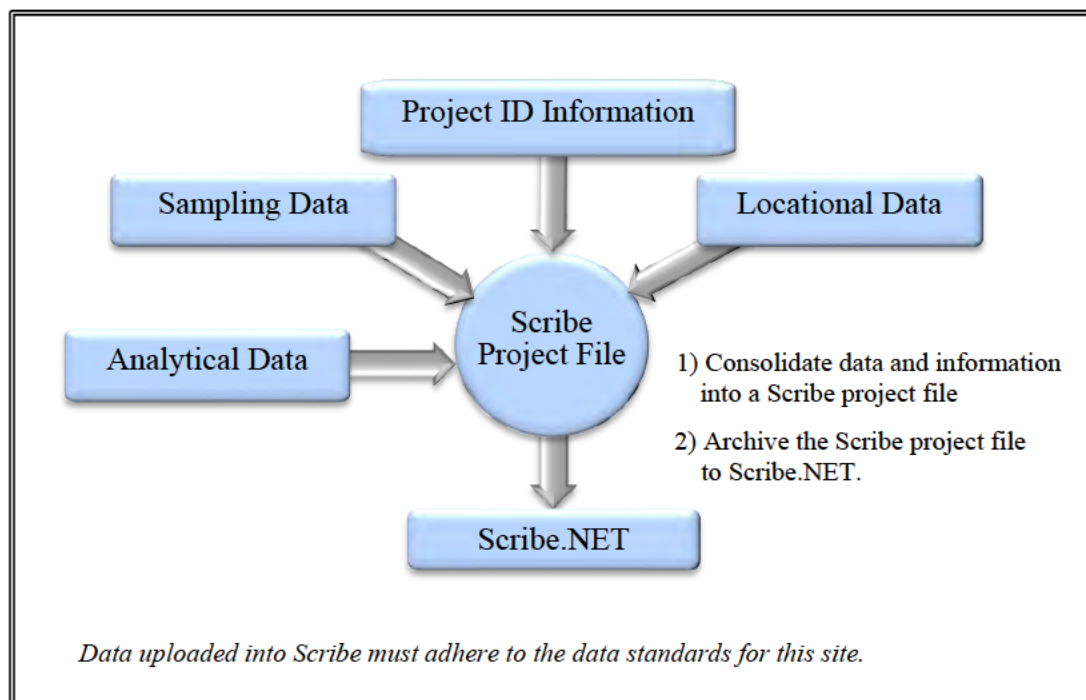 Project ID Information
Sampling Data
Locational Data
Scribe
Project File
Analytical Data
1) Consolidate data and information
into a Scribe project file
2) Archive the Scribe project file
to Scribe.NET.
Scribe.NET
Data uploaded into Scribe must adhere to the data standards for this site.